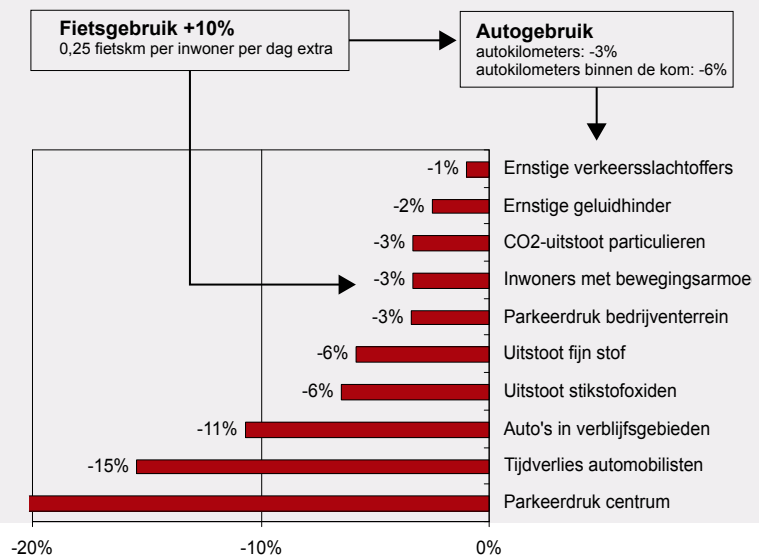 Fietsgebruik +10%
0,25 fietskm per inwoner per dag extra
Autogebruik
autokilometers: -3%
autokilometers binnen de kom: -6%
-1% Ernstige verkeersslachtoffers
-2% Ernstige geluidhinder
-3% CO2-uitstoot particulieren
-3% Inwoners met bewegingsarmoe
-3% Parkeerdruk bedrijventerrein
-6% Uitstoot fijn stof
-6% Uitstoot stikstofoxiden
-11% Auto's in verblijfsgebieden
-15% Tijdverlies automobilisten
Parkeerdruk centrum
-20% -10% 0%